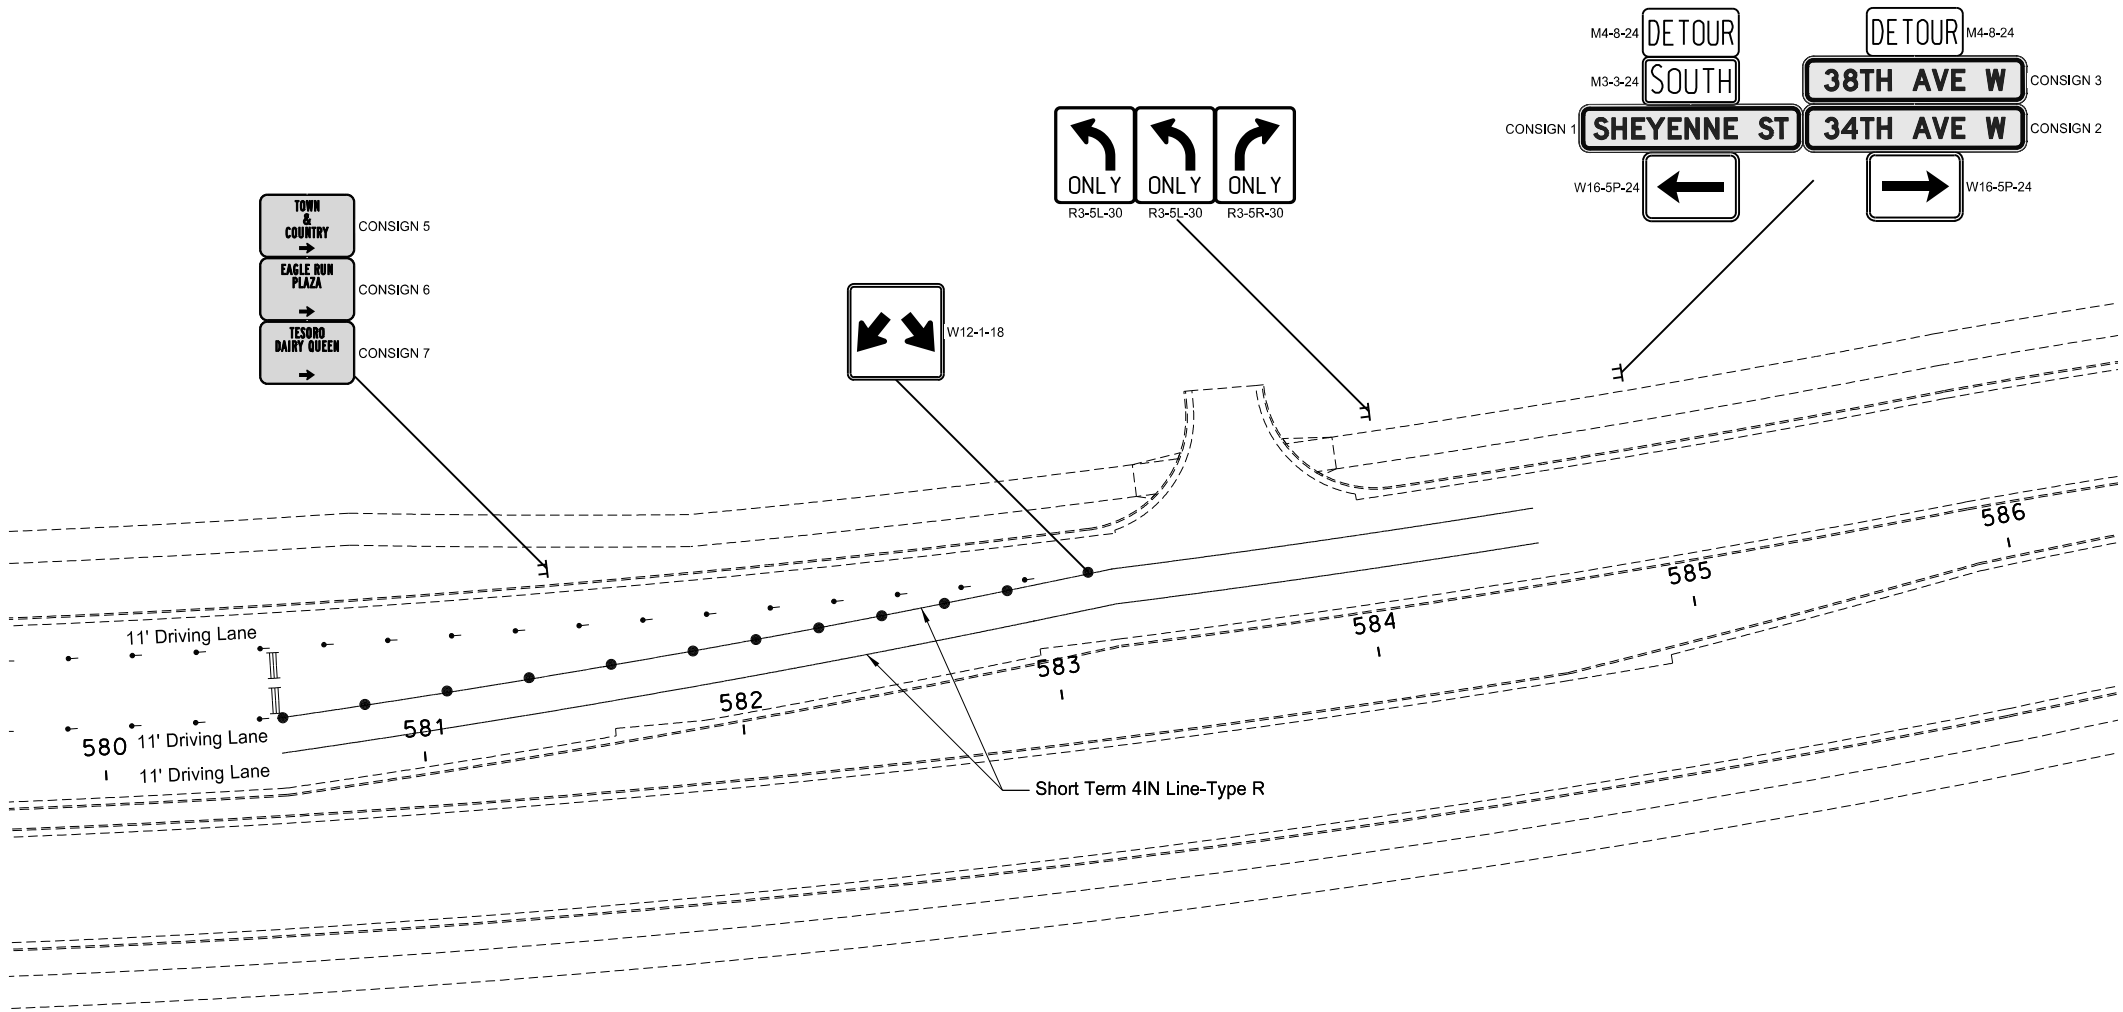 M4-8-24 DETOUR
DETOUR M4-8-24
M3-3-24 SOUTH
38TH AVE W CONSIGN 3
CONSIGN 1 SHEYENNE ST
34TH AVE W CONSIGN 2
W16-5P-24
W16-5P-24
ONLY ONLY ONLY
R3-5L-30 R3-5L-30 R3-5R-30
TOWN
&
COUNTRY
CONSIGN 5
EAGLE RUN
PLAZA
CONSIGN 6
TESORO
DAIRY QUEEN
CONSIGN 7
W12-1-18
586
585
584
583
582
581
580
11' Driving Lane
11' Driving Lane
11' Driving Lane
Short Term 4IN Line-Type R